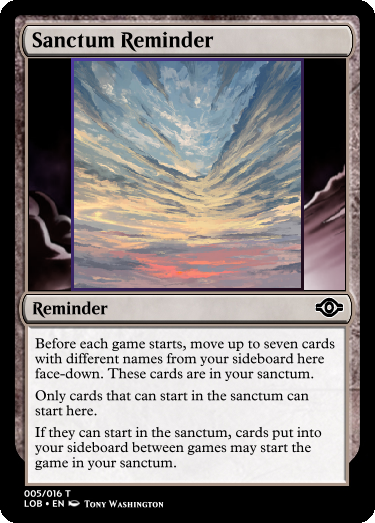 Sanctum Reminder
Reminder
Before each game starts, move up to seven cards
with different names from your sideboard here
face-down. These cards are in your sanctum.
Only cards that can start in the sanctum can
start here.
If they can start in the sanctum, cards put into
your sideboard between games may start the
game in your sanctum.
005/016 T
LOB • EN Tony Washington